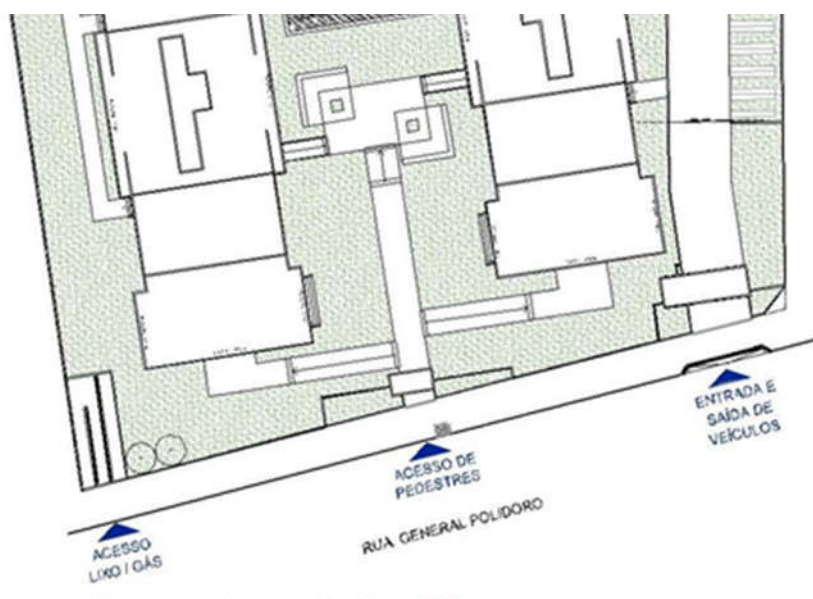 ENTRADA E
SAÍDA DE
VEÍCULOS
ACESSO DE
PEDESTRES
RUA GENERAL POLIDORO
ACESSO
LIXO / GÁS